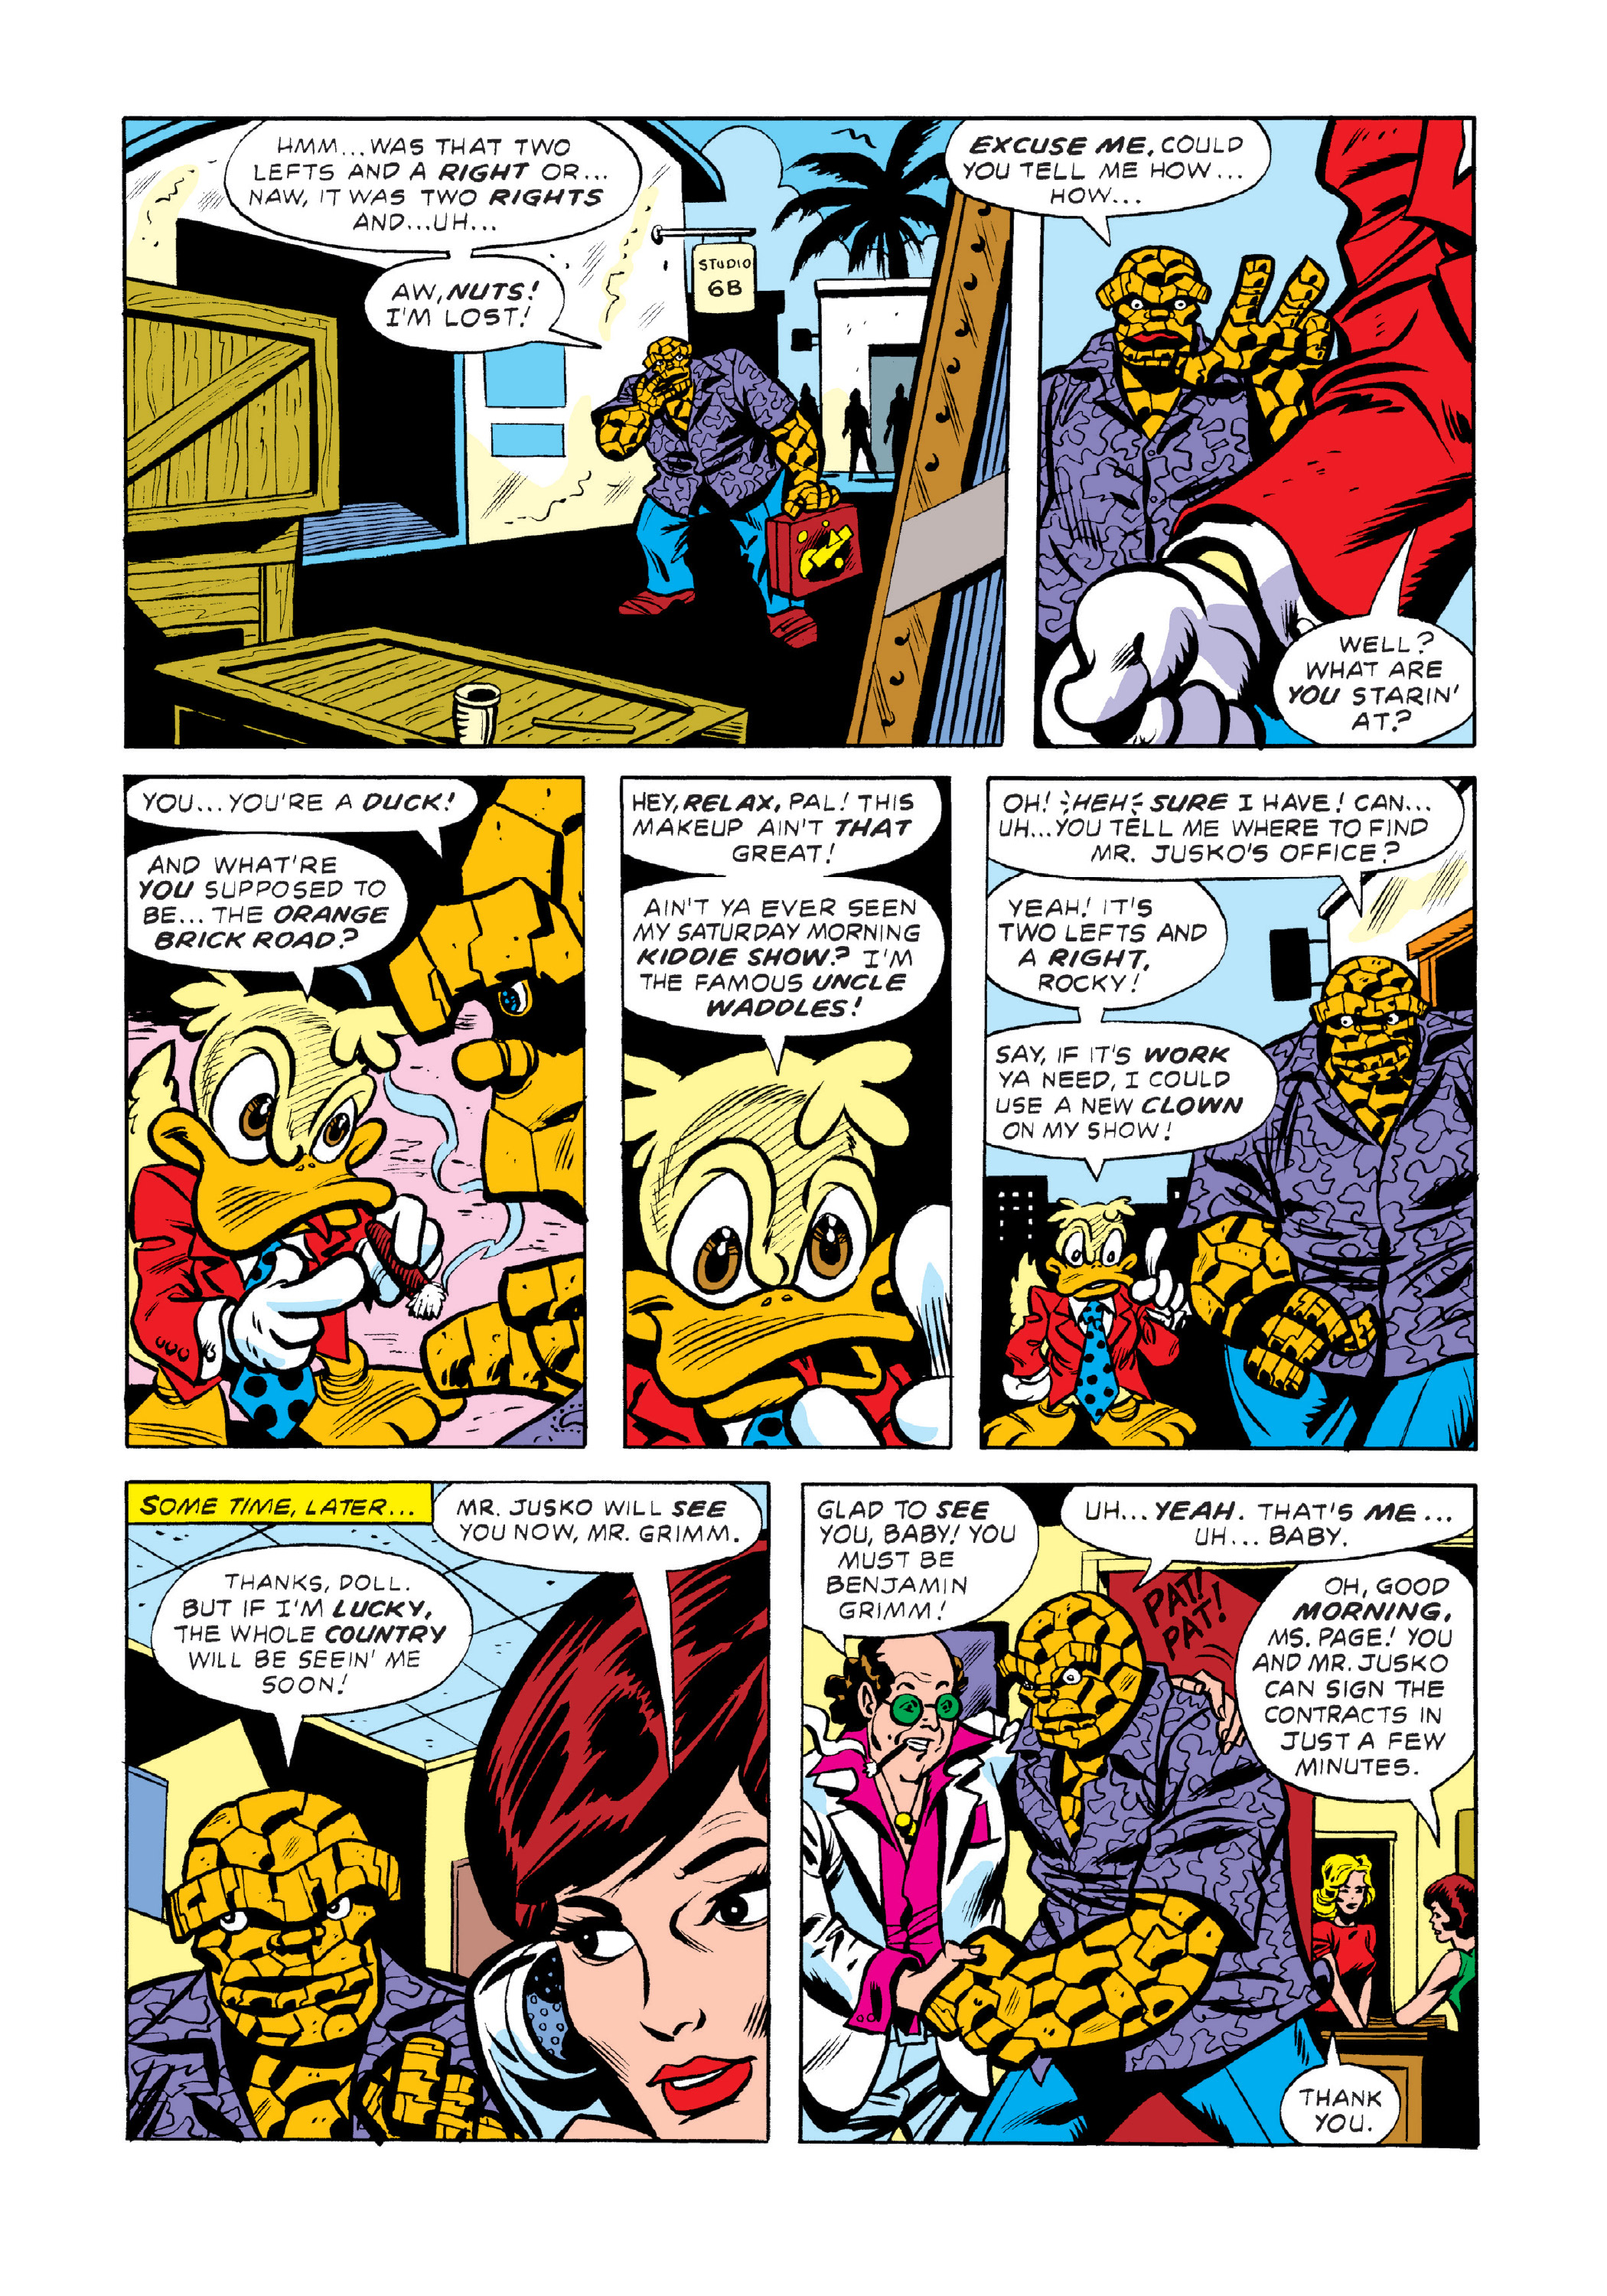 HMM...WAS THAT TWO
LEFTS AND A RIGHT OR...
NAW, IT WAS TWO RIGHTS
AND...UH...
AW, NUTS!
I'M LOST!
STUDIO
6B
EXCUSE ME, COULD
YOU TELL ME HOW...
HOW...
WELL?
WHAT ARE
YOU STARIN'
AT?
YOU...YOU'RE A DUCK!
AND WHAT'RE
YOU SUPPOSED TO
BE... THE ORANGE
BRICK ROAD?
HEY, RELAX, PAL! THIS
MAKEUP AIN'T THAT
GREAT!
AIN'T YA EVER SEEN
MY SATURDAY MORNING
KIDDIE SHOW? I'M
THE FAMOUS UNCLE
WADDLES!
OH! HEH SURE I HAVE! CAN...
UH...YOU TELL ME WHERE TO FIND
MR. JUSKO'S OFFICE?
YEAH! IT'S
TWO LEFTS AND
A RIGHT,
ROCKY!
SAY, IF IT'S WORK
YA NEED, I COULD
USE A NEW CLOWN
ON MY SHOW!
SOME TIME, LATER...
MR. JUSKO WILL SEE
YOU NOW, MR. GRIMM.
THANKS, DOLL.
BUT IF I'M LUCKY,
THE WHOLE COUNTRY
WILL BE SEEIN' ME
SOON!
GLAD TO SEE
YOU, BABY! YOU
MUST BE
BENJAMIN
GRIMM!
UH... YEAH. THAT'S ME...
UH... BABY.
PAT!
PAT!
OH, GOOD
MORNING,
MS. PAGE! YOU
AND MR. JUSKO
CAN SIGN THE
CONTRACTS IN
JUST A FEW
MINUTES.
THANK
YOU.